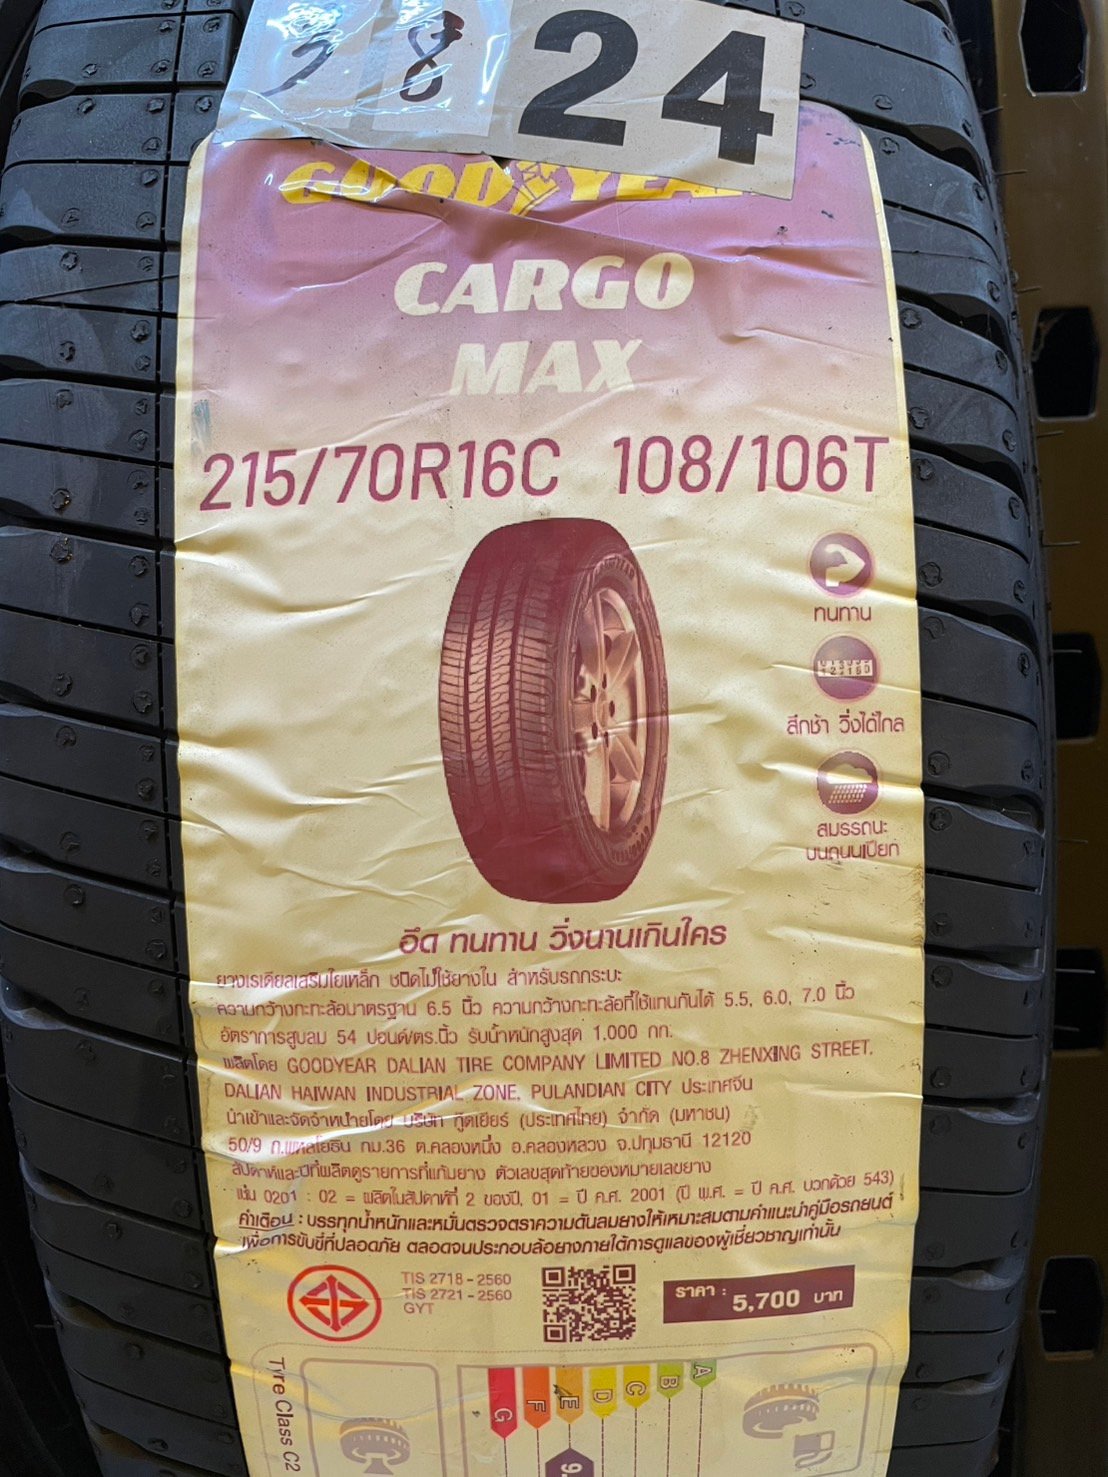 3 8 24
GOODYEAR
CARGO
MAX
215/70R16C 108/106T
ทนทาน
สึกช้า วิ่งได้ไกล
สมรรถนะ
บนถนนเปียก
อึด ทนทาน วิ่งนานเกินใคร
ยางเรเดียลเสริมใยเหล็ก ชนิดไม่ใช้ยางใน สำหรับรถกระบะ
ความกว้างกะทะล้อมาตรฐาน 6.5 นิ้ว ความกว้างกะทะล้อที่ใช้แทนกันได้ 5.5, 6.0, 7.0 นิ้ว
อัตราการสูบลม 54 ปอนด์/ตร.นิ้ว รับน้ำหนักสูงสุด 1,000 กก.
ผลิตโดย GOODYEAR DALIAN TIRE COMPANY LIMITED NO.8 ZHENXING STREET,
DALIAN HAIWAN INDUSTRIAL ZONE, PULANDIAN CITY ประเทศจีน
นำเข้าและจัดจำหน่ายโดย บริษัท กู๊ดเยียร์ (ประเทศไทย) จำกัด (มหาชน)
50/9 ถ.พหลโยธิน กม.36 ต.คลองหนึ่ง อ.คลองหลวง จ.ปทุมธานี 12120
สัปดาห์และปีที่ผลิตดูรายการที่แก้มยาง ตัวเลขสุดท้ายของหมายเลขยาง
เช่น 0201 : 02 = ผลิตในสัปดาห์ที่ 2 ของปี, 01 = ปี ค.ศ. 2001 (ปี พ.ศ. = ปี ค.ศ. บวกด้วย 543)
คำเตือน : บรรทุกน้ำหนักและหมั่นตรวจตราความดันลมยางให้เหมาะสมตามคำแนะนำคู่มือรถยนต์
เพื่อการขับขี่ที่ปลอดภัย ตลอดจนประกอบล้อยางภายใต้การดูแลของผู้เชี่ยวชาญเท่านั้น
TIS 2718 - 2560
TIS 2721 - 2560
GYT
ราคา : 5,700 บาท
Tyre Class C2
G F E D C B A